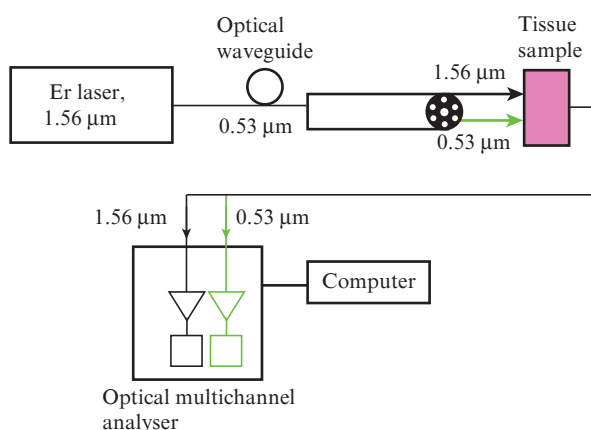 Optical
waveguide
Tissue
sample
Er laser,
1.56 μm
1.56 μm
0.53 μm
0.53 μm
1.56 μm
0.53 μm
Computer
Optical multichannel
analyser